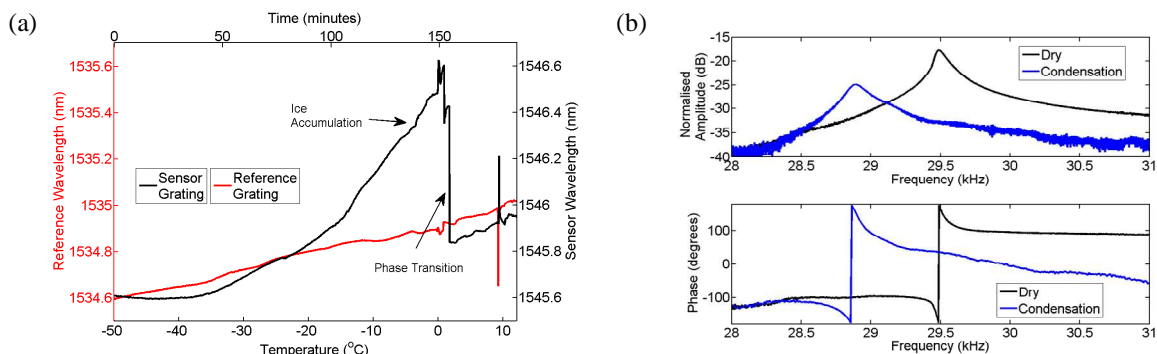 (a)
Time (minutes)
0 50 100 150
1535.6
1535.4
1535.2
1535
1534.8
1534.6
Reference Wavelength (nm)
1546.6
1546.4
1546.2
1546
1545.8
1545.6
Sensor Wavelength (nm)
Ice
Accumulation
Sensor
Grating
Reference
Grating
Phase Transition
-50 -40 -30 -20 -10 0 10
Temperature (°C)
(b)
-15
-20
-25
-30
-35
-40
Normalised
Amplitude (dB)
Dry
Condensation
28 28.5 29 29.5 30 30.5 31
Frequency (kHz)
100
0
-100
Phase (degrees)
Dry
Condensation
28 28.5 29 29.5 30 30.5 31
Frequency (kHz)